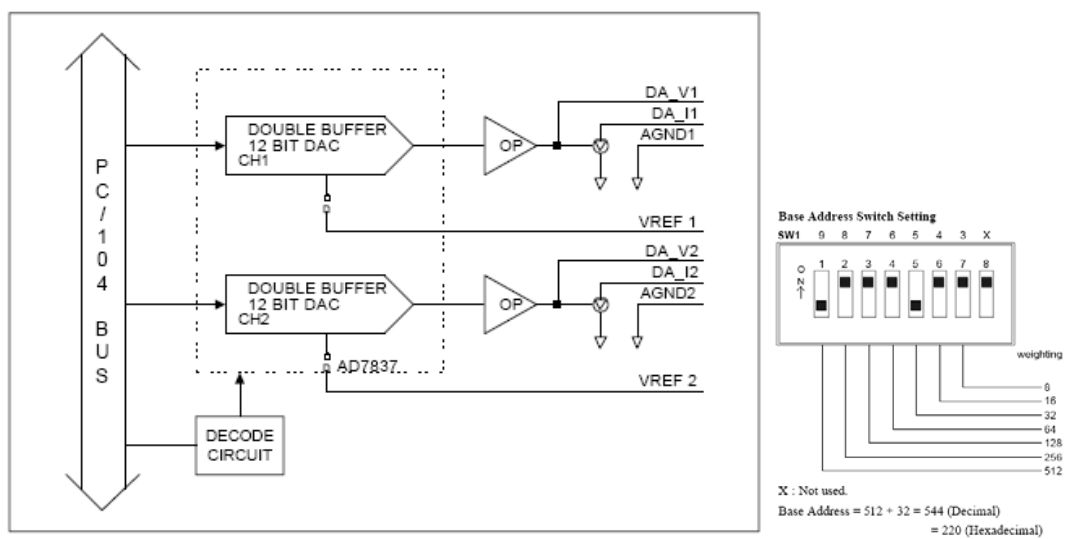 PC/104 BUS
DOUBLE BUFFER
12 BIT DAC
CH1
OP
DA_V1
DA_I1
AGND1
VREF 1
DOUBLE BUFFER
12 BIT DAC
CH2
OP
DA_V2
DA_I2
AGND2
AD7837
VREF 2
DECODE
CIRCUIT
Base Address Switch Setting
SW1 9 8 7 6 5 4 3 X
1 2 3 4 5 6 7 8
ON
weighting
8
16
32
64
128
256
512
X : Not used.
Base Address = 512 + 32 = 544 (Decimal)
= 220 (Hexadecimal)